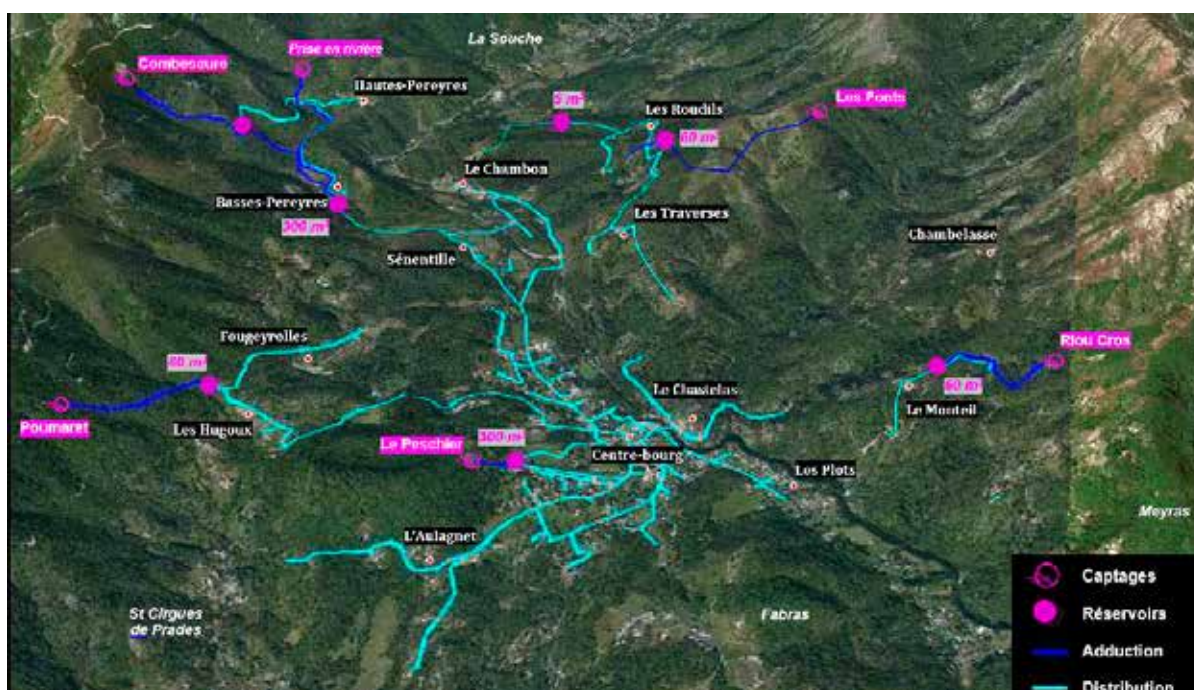 La Souche
Combesoure
Prise en rivière
Hautes-Pereyres
5 m³
Les Roudils
Les Fonts
60 m³
Le Chambon
Basses-Pereyres
300 m³
Les Traverses
Chambelasse
Sénentille
Fougeyrolles
60 m³
Riou Cros
Le Chastelas
60 m³
Le Monteil
Poumaret
Les Hugoux
Le Peschier
300 m³
Centre-bourg
Les Plots
Meyras
L'Aulagnet
Captages
St Cirgues
de Prades
Fabras
Réservoirs
Adduction
Distribution